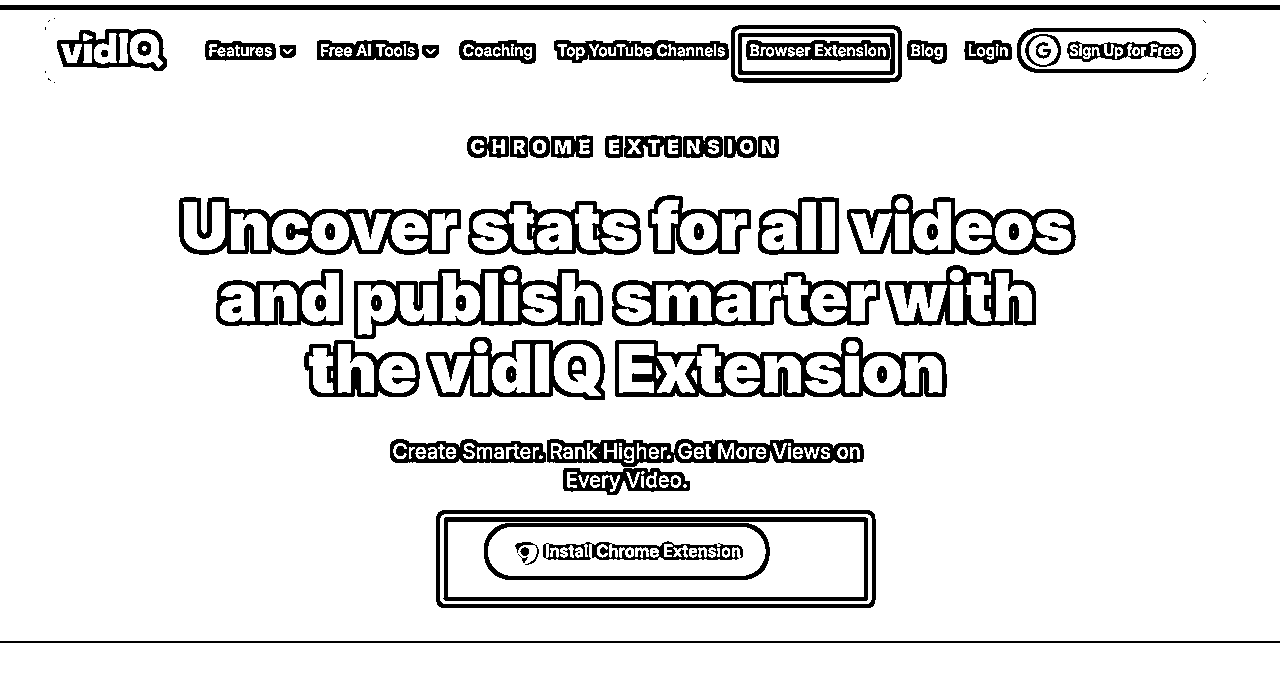 vidIQ Features Free AI Tools Coaching Top YouTube Channels Browser Extension Blog Login G Sign Up for Free
CHROME EXTENSION
Uncover stats for all videos
and publish smarter with
the vidIQ Extension
Create Smarter. Rank Higher. Get More Views on
Every Video.
Install Chrome Extension